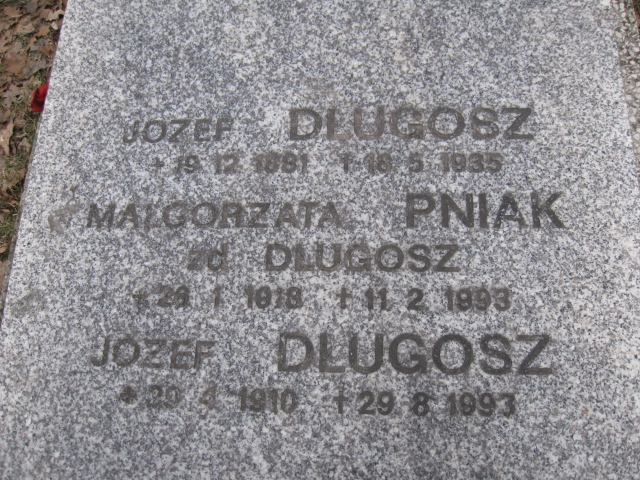 JOZEF DŁUGOSZ
+ 19 12 1881 † 16 5 1935
MAŁGORZATA PNIAK
zd DŁUGOSZ
+ 26 1 1918 † 11 2 1993
JOZEF DŁUGOSZ
+ 20 4 1910 † 29 8 1993